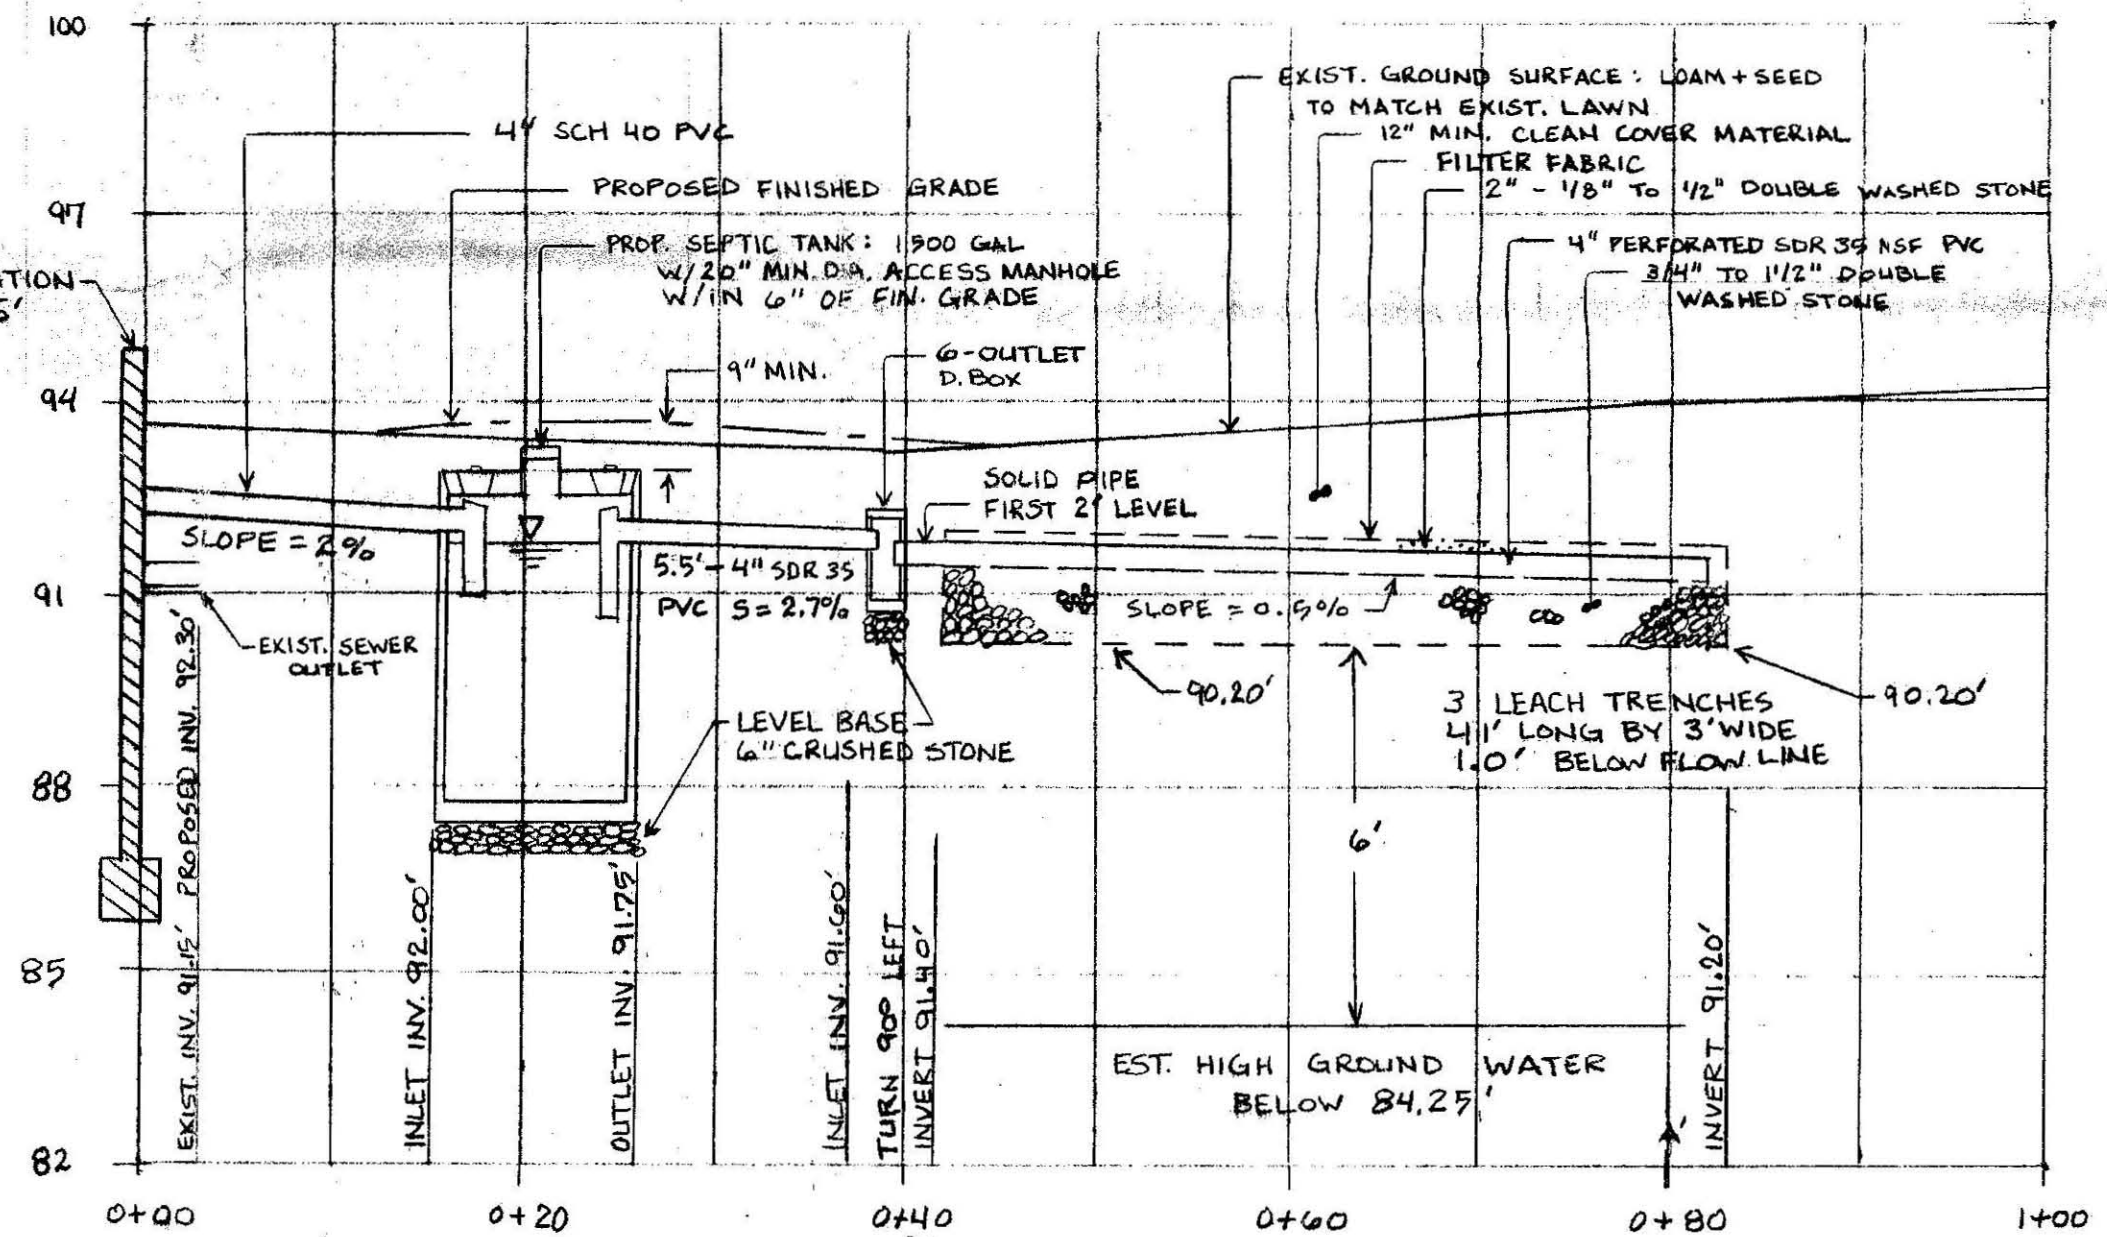 100
EXIST. GROUND SURFACE : LOAM + SEED
TO MATCH EXIST. LAWN
12" MIN. CLEAN COVER MATERIAL
FILTER FABRIC
2" - 1/8" TO 1/2" DOUBLE WASHED STONE
4" PERFORATED SDR 35 NSF PVC
3/4" TO 1 1/2" DOUBLE
WASHED STONE
4" SCH 40 PVC
PROPOSED FINISHED GRADE
97
PROP. SEPTIC TANK : 1500 GAL
W/20" MIN. DIA. ACCESS MANHOLE
W/IN 6" OF FIN. GRADE
TION
5'
9" MIN.
6-OUTLET
D. BOX
94
SOLID PIPE
FIRST 2' LEVEL
SLOPE = 2%
5.5' - 4" SDR 35
PVC S = 2.7%
91
SLOPE = 0.5%
EXIST. SEWER
OUTLET
90.20'
90.20'
3 LEACH TRENCHES
41' LONG BY 3' WIDE
1.0' BELOW FLOW LINE
LEVEL BASE
6" CRUSHED STONE
88
6'
EXIST. INV. 91.15' PROPOSED INV. 92.30'
INLET INV. 92.00'
OUTLET INV. 91.75'
INLET INV. 91.60'
TURN 90° LEFT
INVERT 91.40'
INVERT 91.20'
85
EST. HIGH GROUND WATER
BELOW 84.25'
82
0+00
0+20
0+40
0+60
0+80
1+00